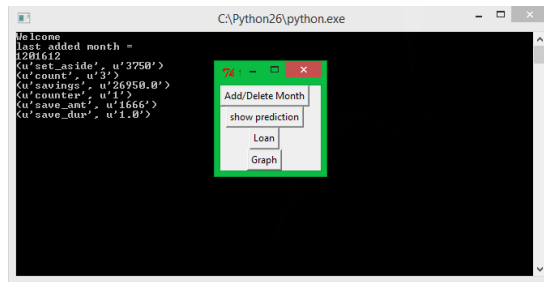 C:\Python26\python.exe
Welcome
last added month =
1201612
(u'set_aside', u'3750')
(u'count', u'3')
(u'savings', u'26950.0')
(u'counter', u'1')
(u'save_amt', u'1666')
(u'save_dur', u'1.0')
Add/Delete Month
show prediction
Loan
Graph